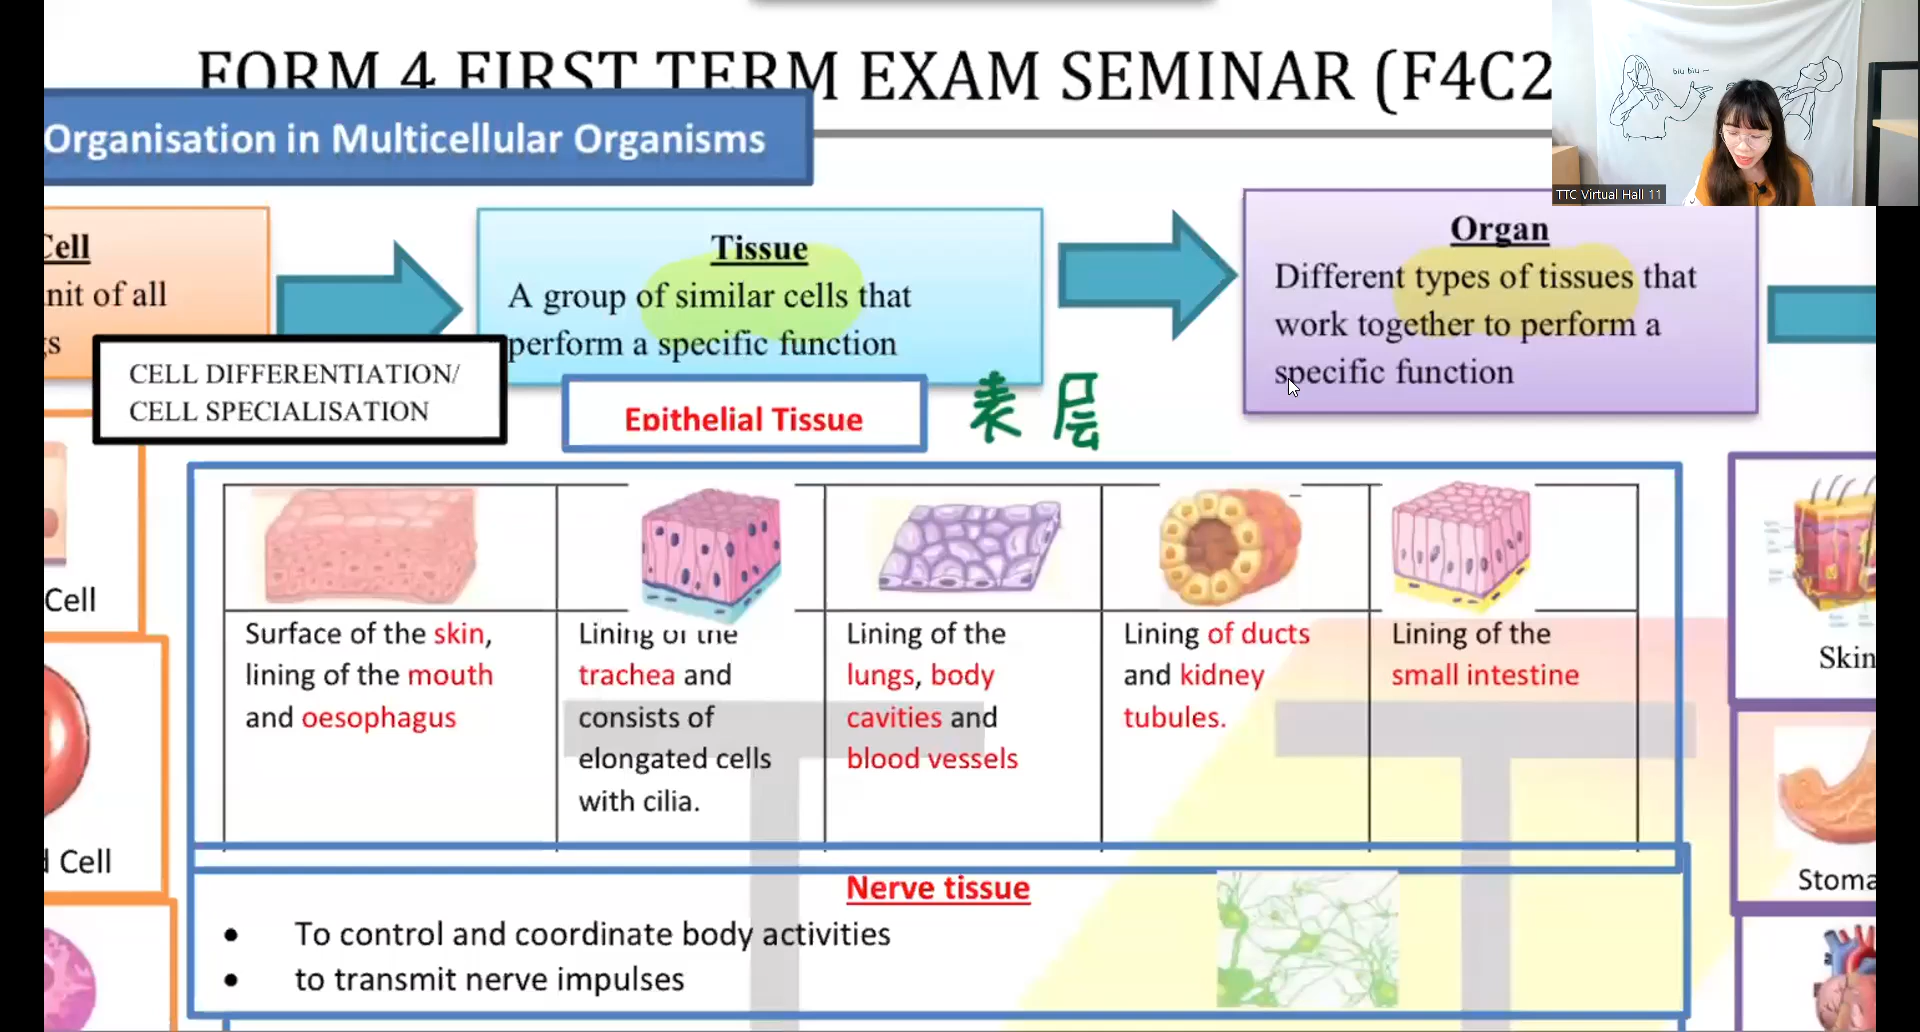 FORM 4 FIRST TERM EXAM SEMINAR (F4C2
biu biu
TTC Virtual Hall 11
Organisation in Multicellular Organisms
Cell
nit of all
gs
CELL DIFFERENTIATION/
CELL SPECIALISATION
Tissue
A group of similar cells that
perform a specific function
Organ
Different types of tissues that
work together to perform a
specific function
Epithelial Tissue
表层
Cell
d Cell
Surface of the skin,
lining of the mouth
and oesophagus
Lining of the
trachea and
consists of
elongated cells
with cilia.
Lining of the
lungs, body
cavities and
blood vessels
Lining of ducts
and kidney
tubules.
Lining of the
small intestine
Skin
Stoma
Nerve tissue
• To control and coordinate body activities
• to transmit nerve impulses